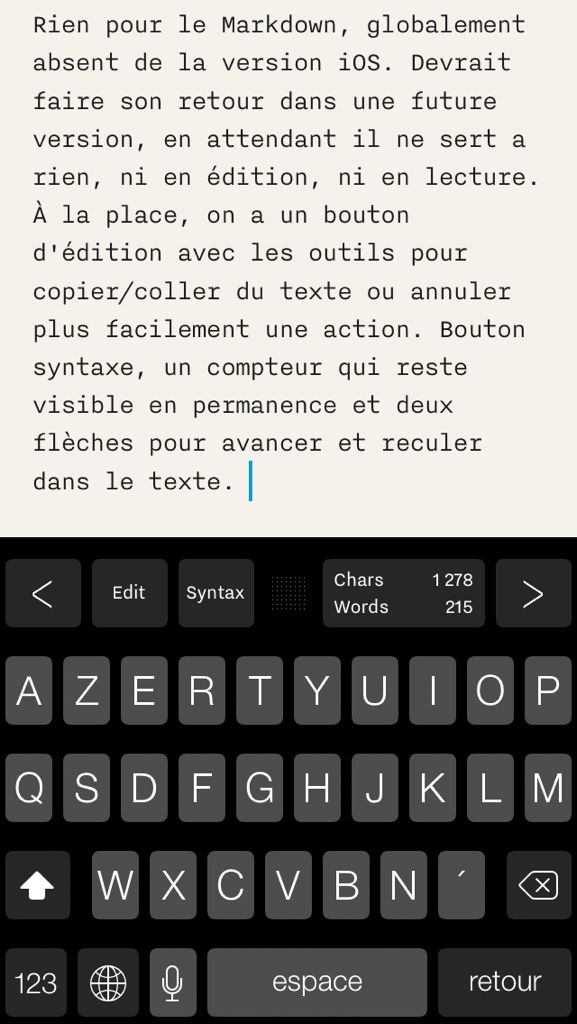 Rien pour le Markdown, globalement
absent de la version iOS. Devrait
faire son retour dans une future
version, en attendant il ne sert a
rien, ni en édition, ni en lecture.
À la place, on a un bouton
d'édition avec les outils pour
copier/coller du texte ou annuler
plus facilement une action. Bouton
syntaxe, un compteur qui reste
visible en permanence et deux
flèches pour avancer et reculer
dans le texte.
< Edit Syntax Chars 1 278 >
Words 215
A Z E R T Y U I O P
Q S D F G H J K L M
W X C V B N ´
123 espace retour